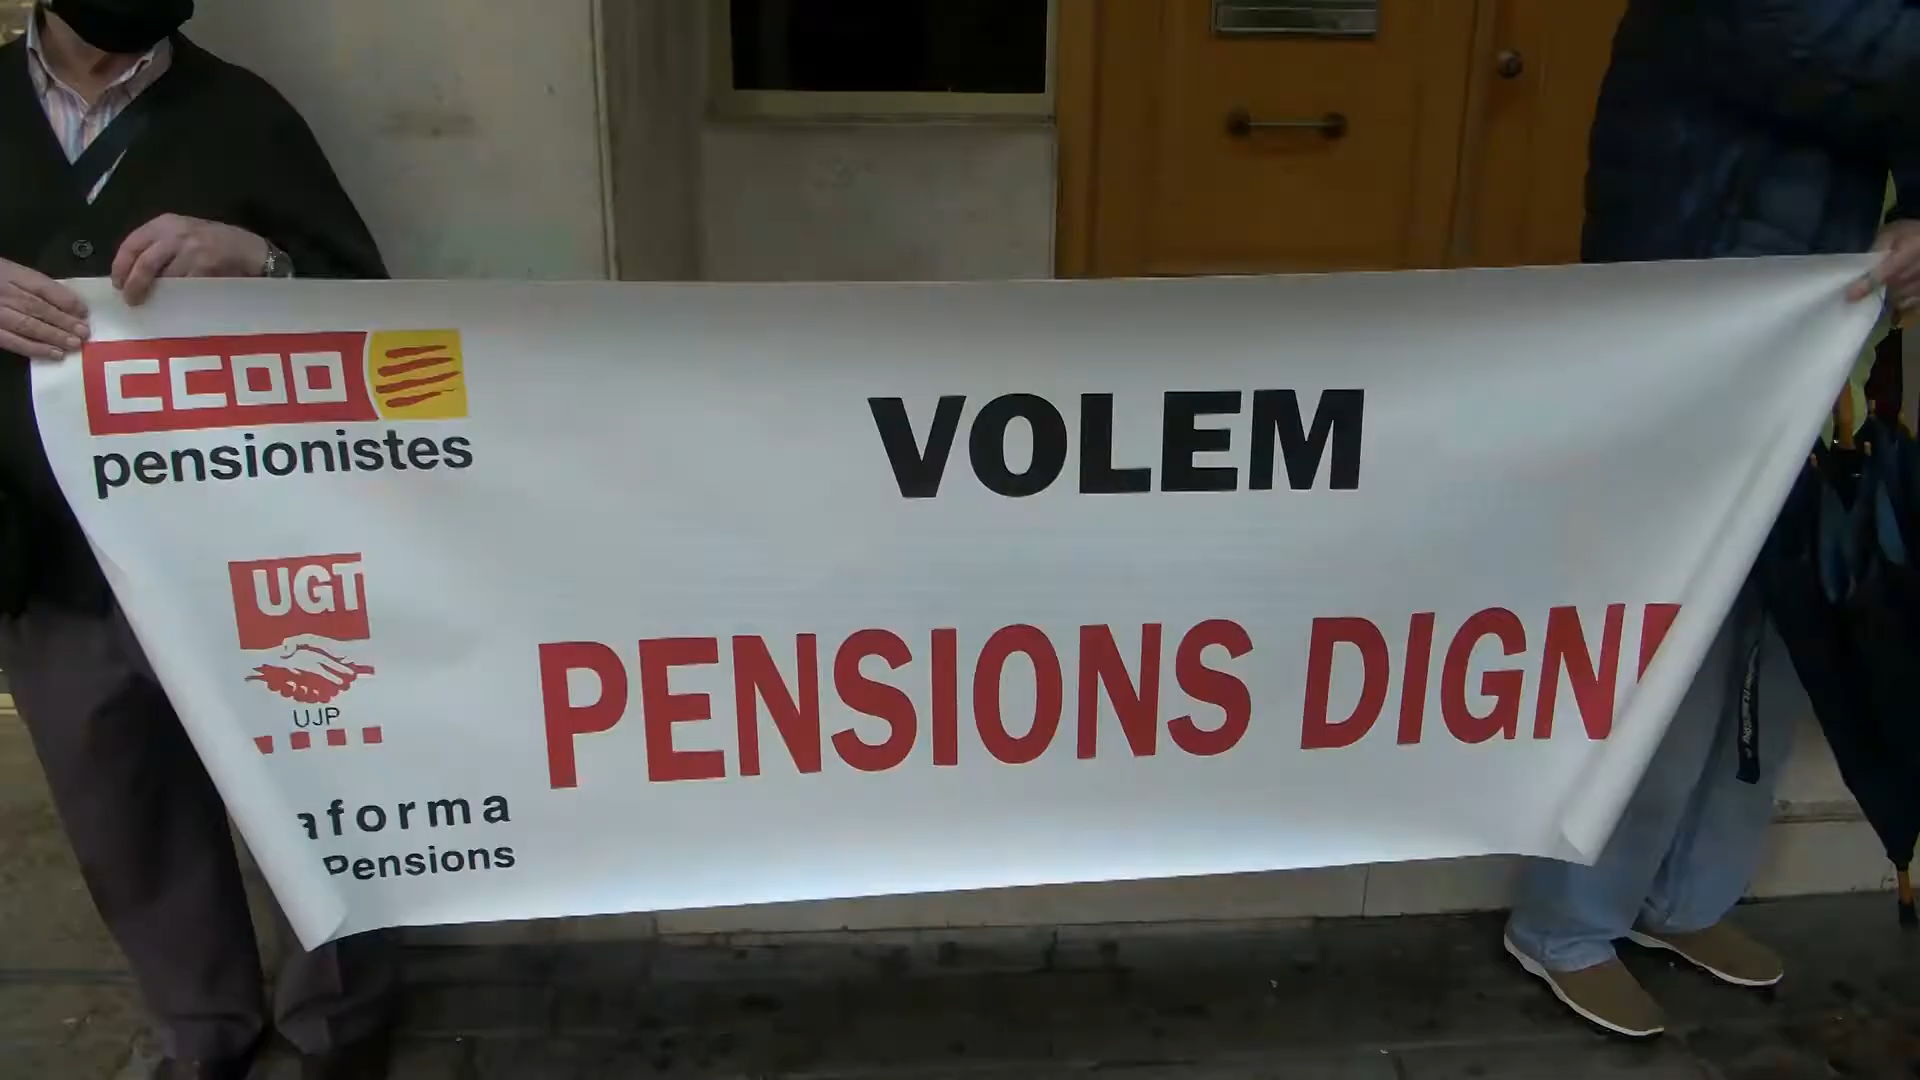 CCOO
pensionistes
VOLEM
UGT
UJP
PENSIONS DIGN
aforma
Pensions